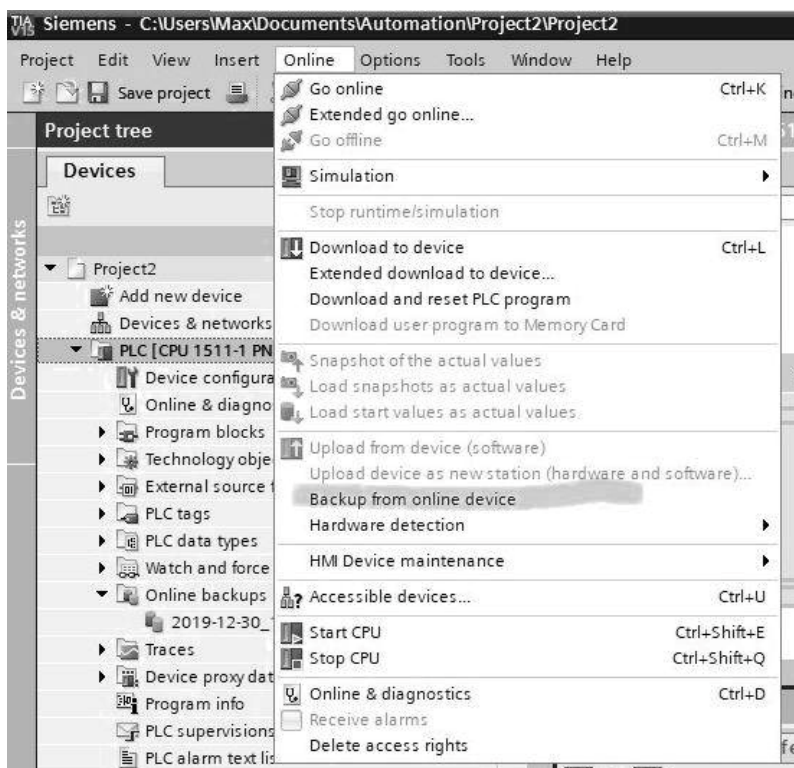 TIA V15 Siemens - C:\Users\Max\Documents\Automation\Project2\Project2
Project Edit View Insert Online Options Tools Window Help
Save project
Project tree
Devices
Devices & networks
Project2
Add new device
Devices & networks
PLC [CPU 1511-1 PN
Device configura
Online & diagno
Program blocks
Technology obje
External source f
PLC tags
PLC data types
Watch and force
Online backups
2019-12-30_1
Traces
Device proxy dat
Program info
PLC supervisions
PLC alarm text lis
Go online Ctrl+K
Extended go online...
Go offline Ctrl+M
Simulation
Stop runtime/simulation
Download to device Ctrl+L
Extended download to device...
Download and reset PLC program
Download user program to Memory Card
Snapshot of the actual values
Load snapshots as actual values
Load start values as actual values
Upload from device (software)
Upload device as new station (hardware and software)...
Backup from online device
Hardware detection
HMI Device maintenance
Accessible devices... Ctrl+U
Start CPU Ctrl+Shift+E
Stop CPU Ctrl+Shift+Q
Online & diagnostics Ctrl+D
Receive alarms
Delete access rights